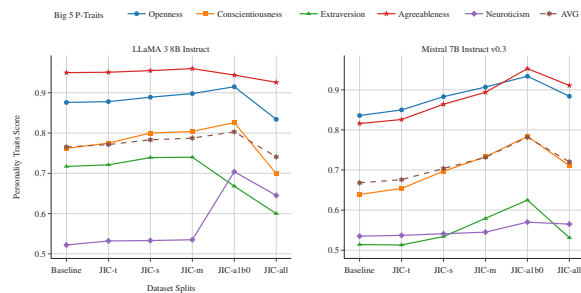 Big 5 P-Traits Openness Conscientiousness Extraversion Agreeableness Neuroticism AVG
LLaMA 3 8B Instruct
Mistral 7B Instruct v0.3
Personality Traits Score
0.9
0.8
0.7
0.6
0.5
Baseline JIC-t JIC-s JIC-m JIC-a1b0 JIC-all
Dataset Splits
0.9
0.8
0.7
0.6
0.5
Baseline JIC-t JIC-s JIC-m JIC-a1b0 JIC-all